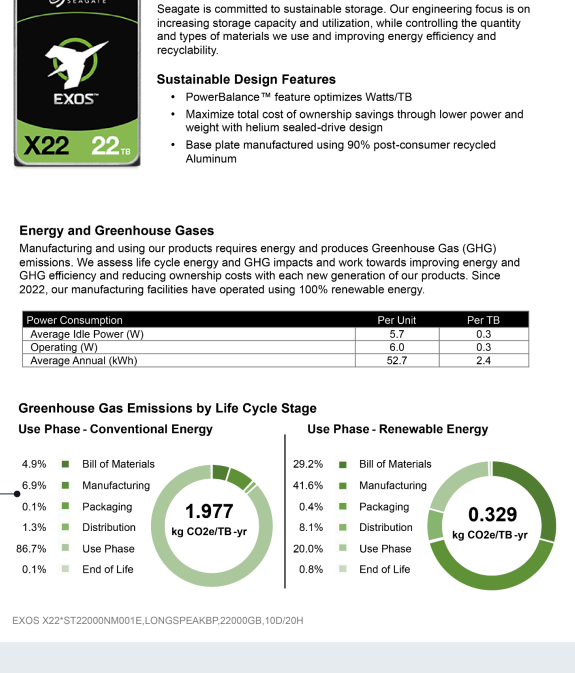 SEAGATE
EXOS™
X22 22TB
Seagate is committed to sustainable storage. Our engineering focus is on
increasing storage capacity and utilization, while controlling the quantity
and types of materials we use and improving energy efficiency and
recyclability.
Sustainable Design Features
• PowerBalance™ feature optimizes Watts/TB
• Maximize total cost of ownership savings through lower power and
weight with helium sealed-drive design
• Base plate manufactured using 90% post-consumer recycled
Aluminum
Energy and Greenhouse Gases
Manufacturing and using our products requires energy and produces Greenhouse Gas (GHG)
emissions. We assess life cycle energy and GHG impacts and work towards improving energy and
GHG efficiency and reducing ownership costs with each new generation of our products. Since
2022, our manufacturing facilities have operated using 100% renewable energy.
Power Consumption Per Unit Per TB
Average Idle Power (W) 5.7 0.3
Operating (W) 6.0 0.3
Average Annual (kWh) 52.7 2.4
Greenhouse Gas Emissions by Life Cycle Stage
Use Phase - Conventional Energy
4.9% Bill of Materials
6.9% Manufacturing
0.1% Packaging
1.3% Distribution
86.7% Use Phase
0.1% End of Life
1.977
kg CO2e/TB-yr
Use Phase - Renewable Energy
29.2% Bill of Materials
41.6% Manufacturing
0.4% Packaging
8.1% Distribution
20.0% Use Phase
0.8% End of Life
0.329
kg CO2e/TB-yr
EXOS X22*ST22000NM001E,LONGSPEAKBP,22000GB,10D/20H